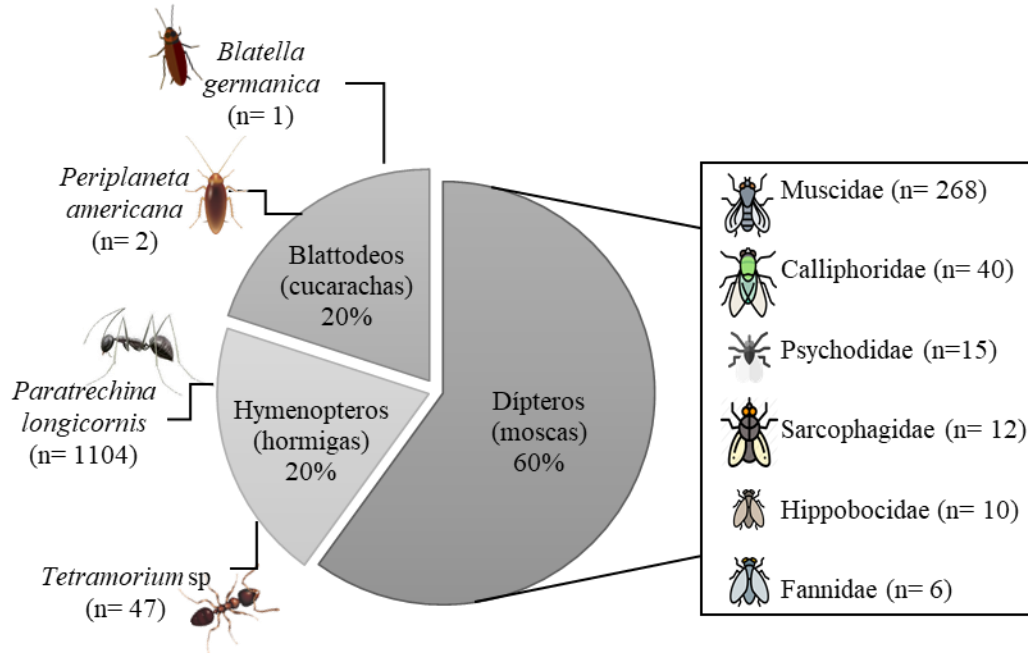 Blatella
germanica
(n= 1)
Periplaneta
americana
(n= 2)
Paratrechina
longicornis
(n= 1104)
Tetramorium sp
(n= 47)
Blattodeos
(cucarachas)
20%
Hymenopteros
(hormigas)
20%
Dípteros
(moscas)
60%
Muscidae (n= 268)
Calliphoridae (n= 40)
Psychodidae (n=15)
Sarcophagidae (n= 12)
Hippobocidae (n= 10)
Fannidae (n= 6)